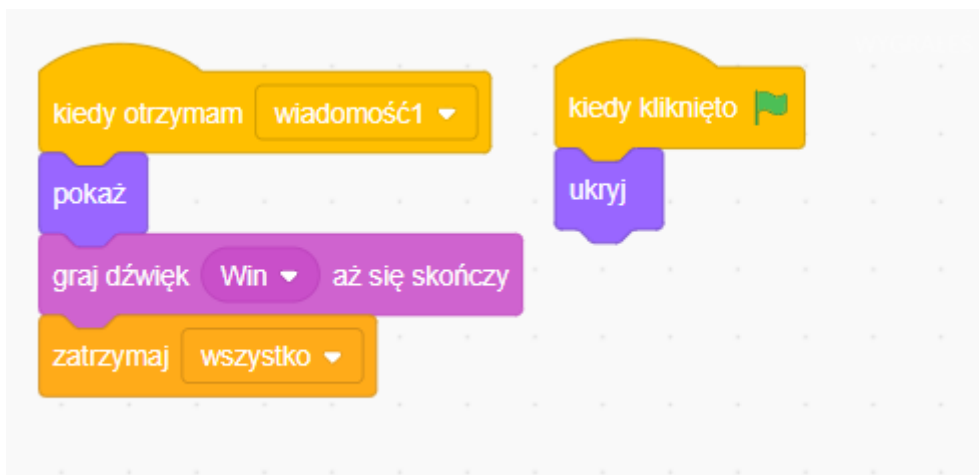 kiedy otrzymam wiadomość1
pokaż
graj dźwięk Win aż się skończy
zatrzymaj wszystko
kiedy kliknięto
ukryj